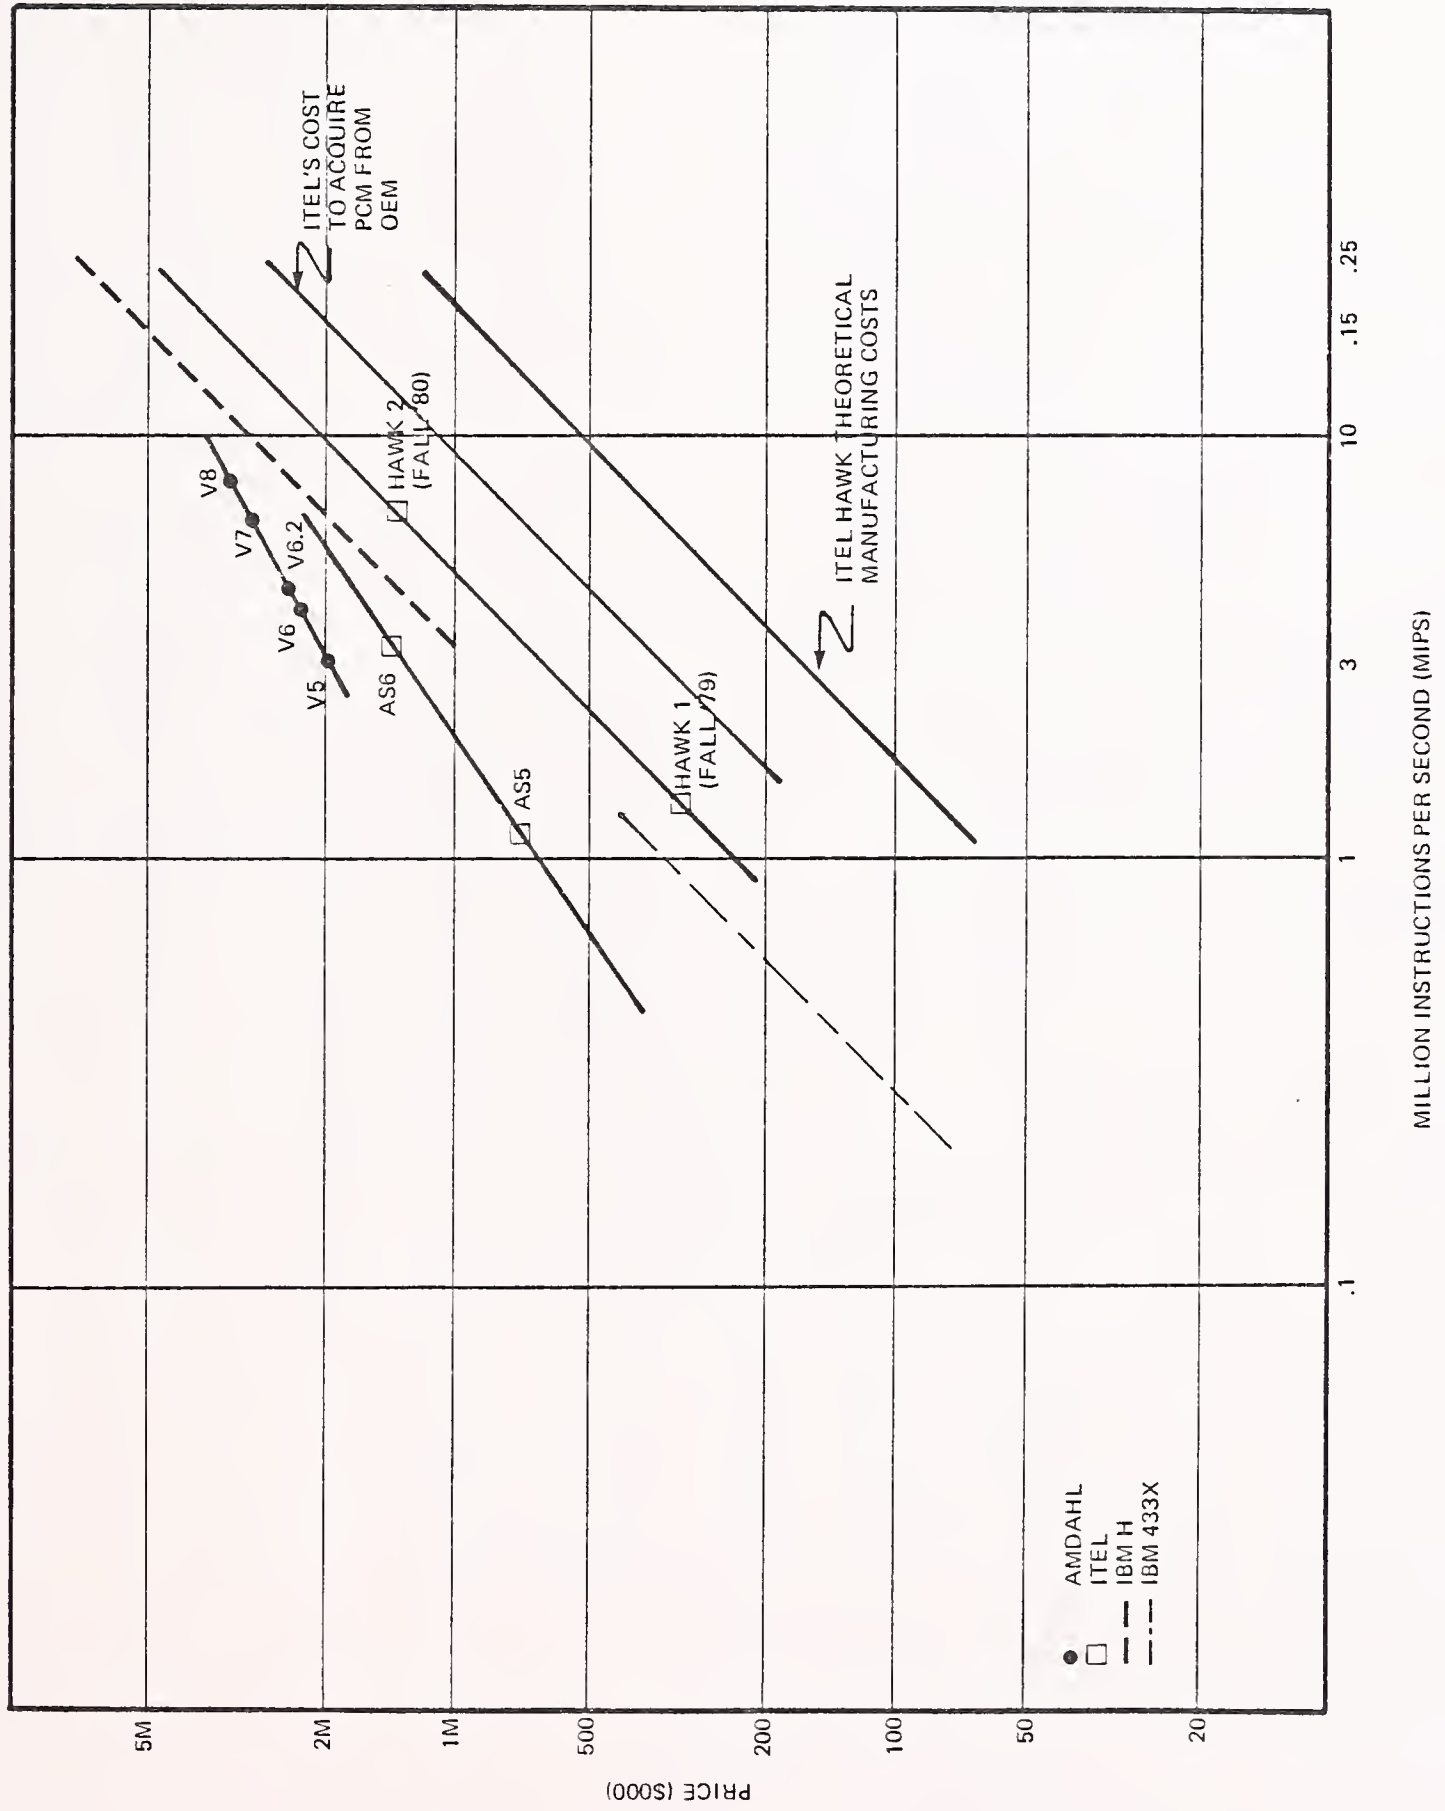 5M
2M
1M
500
200
100
50
20
PRICE ($000)
.1
1
3
10
.15
.25
MILLION INSTRUCTIONS PER SECOND (MIPS)
V5
V6
V6.2
V7
V8
AS5
AS6
HAWK 1
(FALL '79)
HAWK 2
(FALL '80)
ITEL'S COST
TO ACQUIRE
PCM FROM
OEM
ITEL HAWK THEORETICAL
MANUFACTURING COSTS
AMDAHL
ITEL
IBM H
IBM 433X